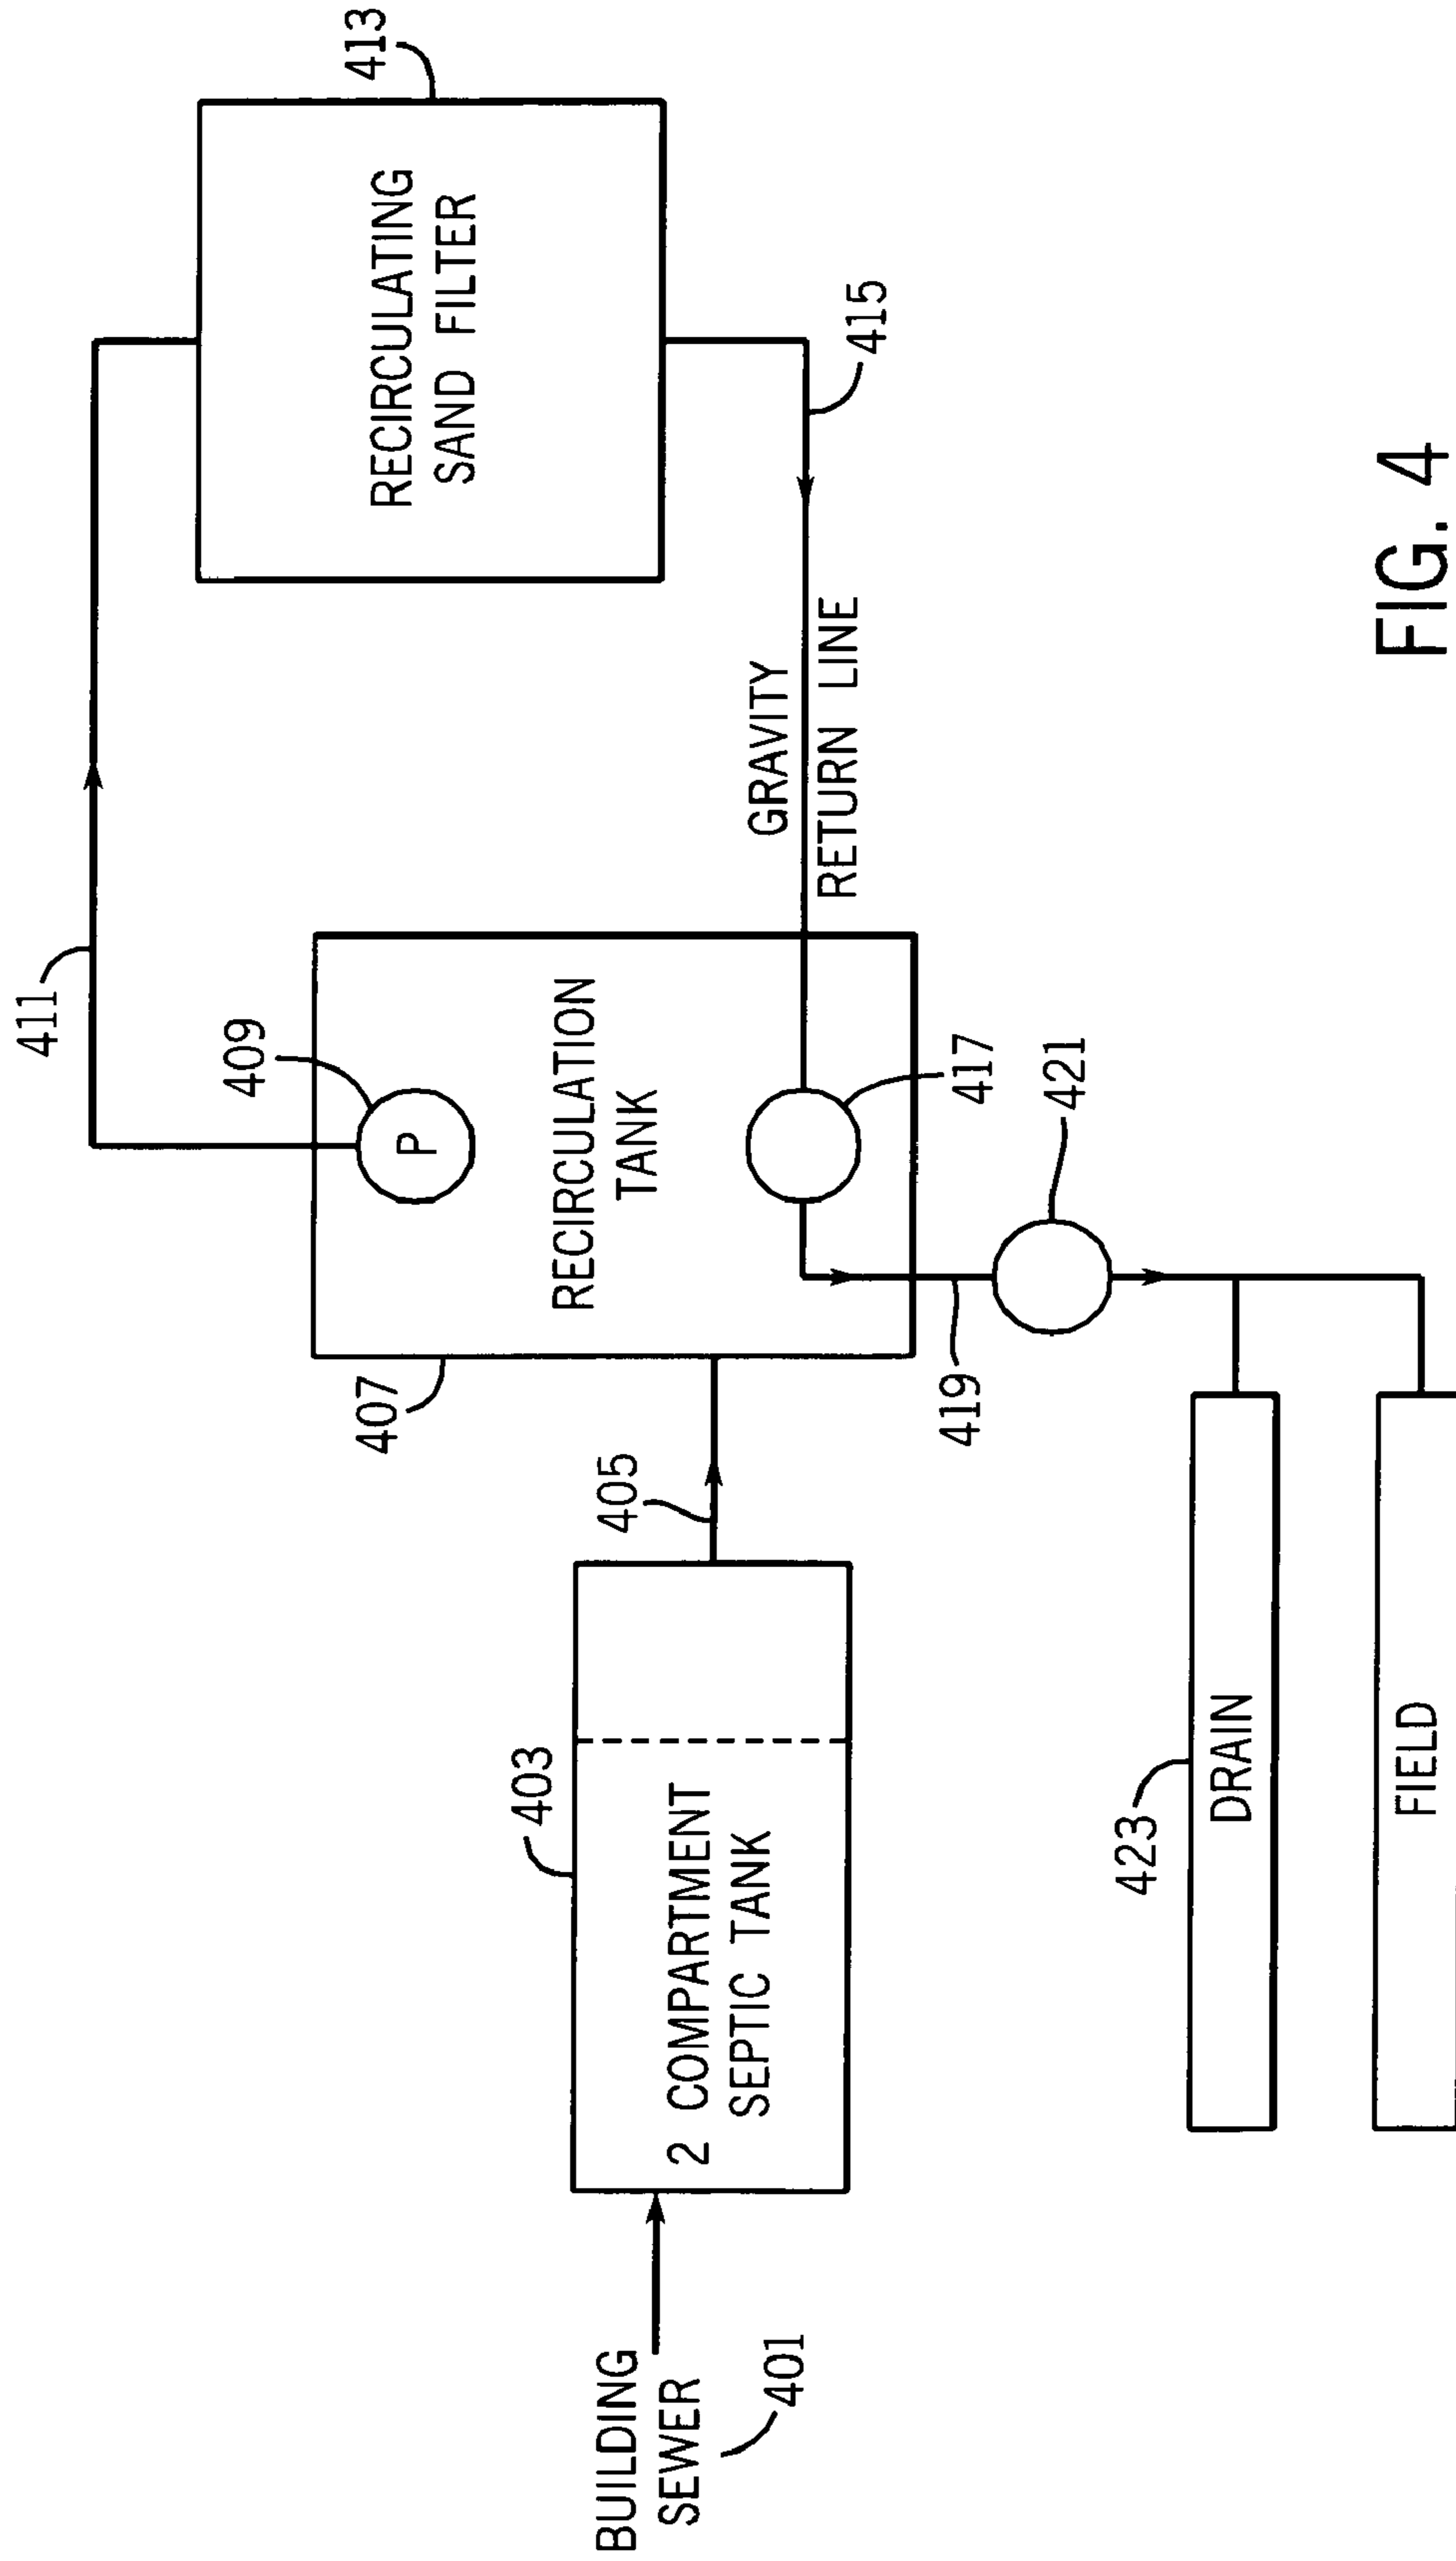 411
413
409
RECIRCULATING
SAND FILTER
P
407
RECIRCULATION
TANK
415
GRAVITY
RETURN LINE
403
405
417
2 COMPARTMENT
SEPTIC TANK
BUILDING
SEWER
401
419
421
423
DRAIN
FIELD
FIG. 4